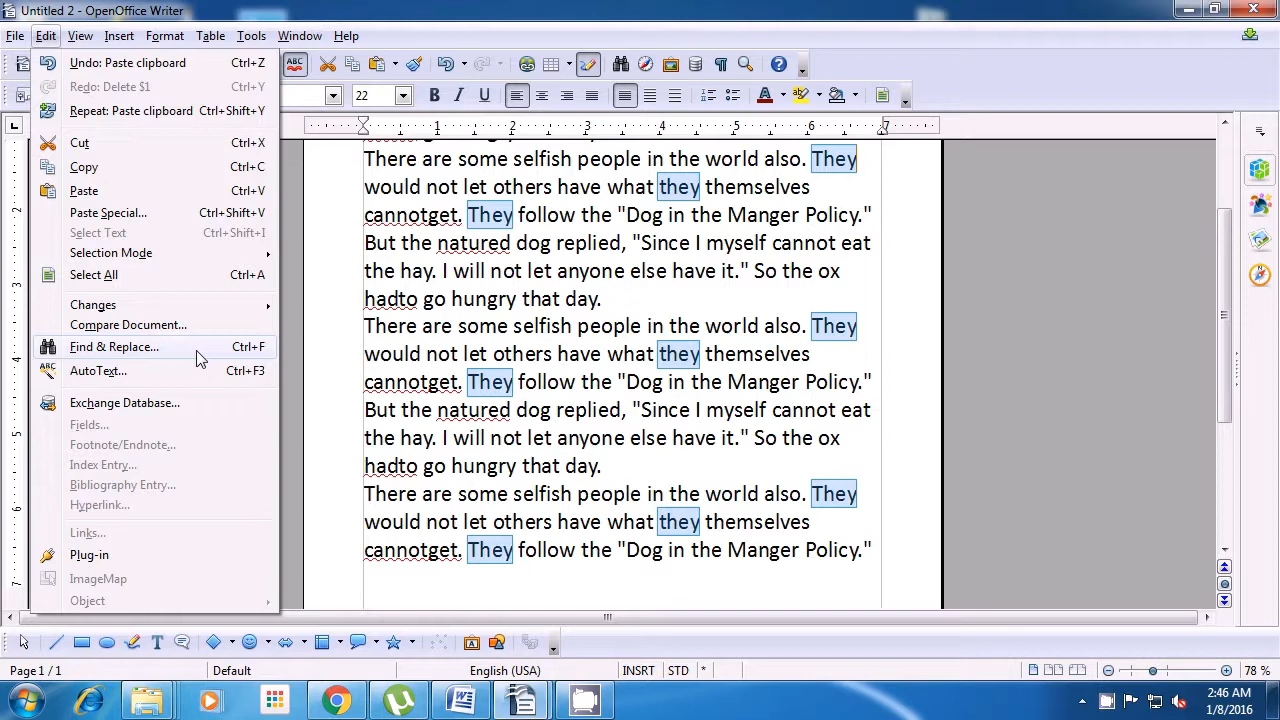 Untitled 2 - OpenOffice Writer
File Edit View Insert Format Table Tools Window Help
Undo: Paste clipboard Ctrl+Z
Redo: Delete $1 Ctrl+Y
Repeat: Paste clipboard Ctrl+Shift+Y
Cut Ctrl+X
Copy Ctrl+C
Paste Ctrl+V
Paste Special... Ctrl+Shift+V
Select Text Ctrl+Shift+I
Selection Mode
Select All Ctrl+A
Changes
Compare Document...
Find & Replace... Ctrl+F
AutoText... Ctrl+F3
Exchange Database...
Fields...
Footnote/Endnote...
Index Entry...
Bibliography Entry...
Hyperlink...
Links...
Plug-in
ImageMap
Object
ABC
22
B I U
1 2 3 4 5 6 7
There are some selfish people in the world also. They
would not let others have what they themselves
cannotget. They follow the "Dog in the Manger Policy."
But the natured dog replied, "Since I myself cannot eat
the hay. I will not let anyone else have it." So the ox
hadto go hungry that day.
There are some selfish people in the world also. They
would not let others have what they themselves
cannotget. They follow the "Dog in the Manger Policy."
But the natured dog replied, "Since I myself cannot eat
the hay. I will not let anyone else have it." So the ox
hadto go hungry that day.
There are some selfish people in the world also. They
would not let others have what they themselves
cannotget. They follow the "Dog in the Manger Policy."
Page 1 / 1 Default English (USA) INSRT STD * 78 %
2:46 AM
1/8/2016